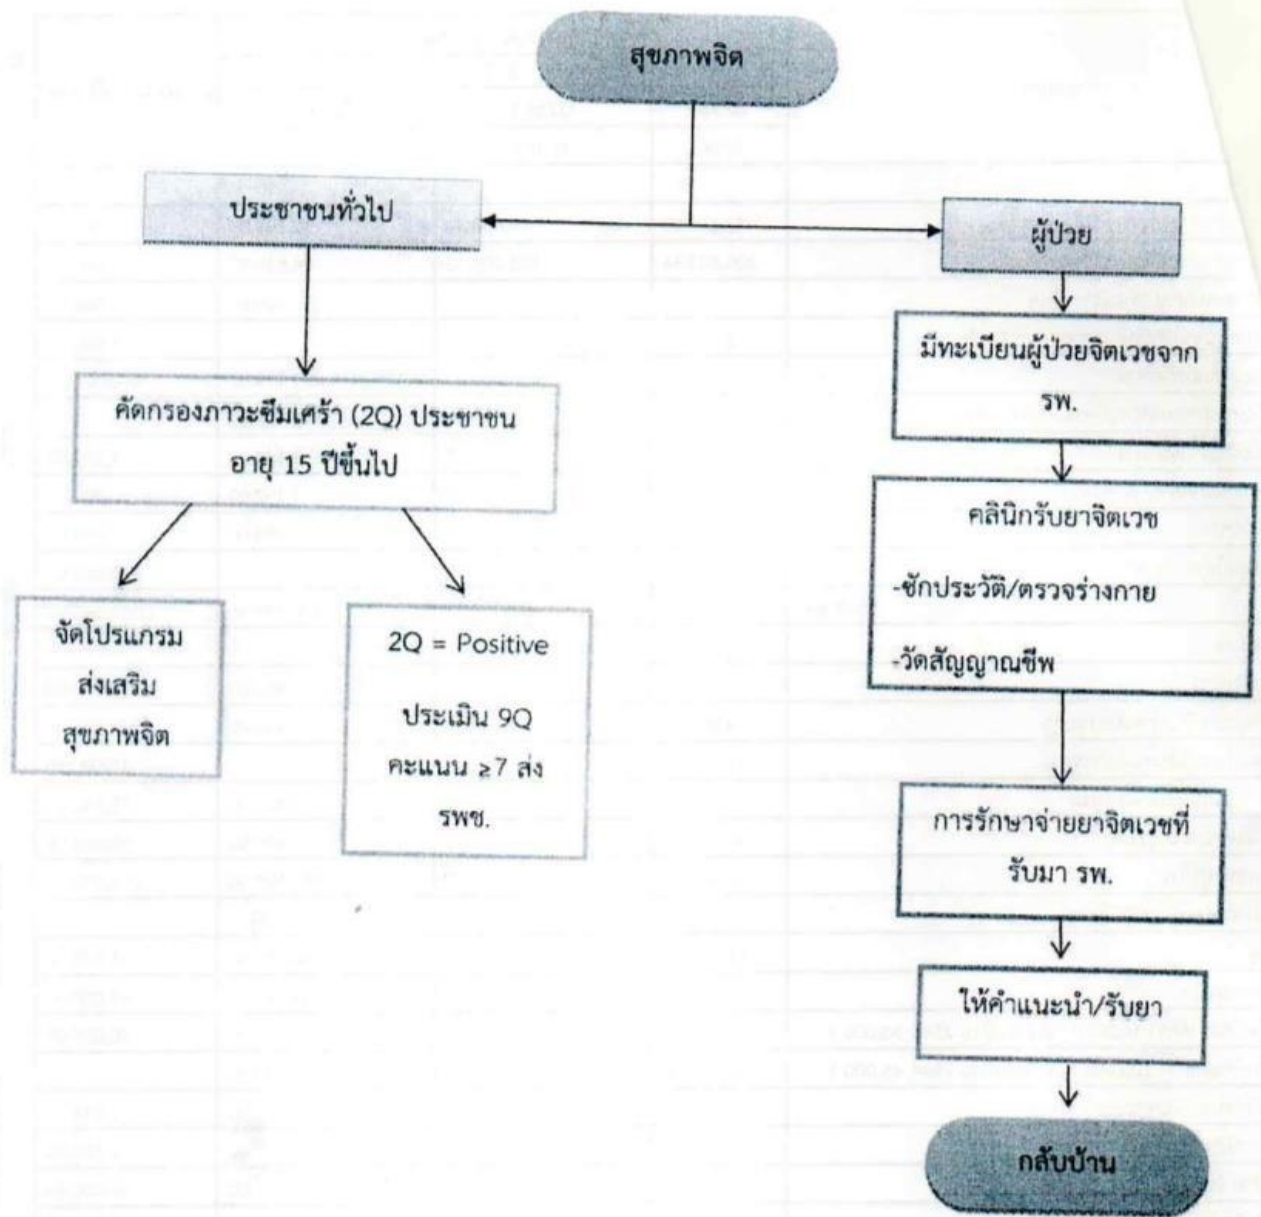 สุขภาพจิต
ประชาชนทั่วไป
ผู้ป่วย
คัดกรองภาวะซึมเศร้า (2Q) ประชาชน
อายุ 15 ปีขึ้นไป
จัดโปรแกรม
ส่งเสริม
สุขภาพจิต
2Q = Positive
ประเมิน 9Q
คะแนน ≥7 ส่ง
รพช.
มีทะเบียนผู้ป่วยจิตเวชจาก
รพ.
คลินิกรับยาจิตเวช
-ซักประวัติ/ตรวจร่างกาย
-วัดสัญญาณชีพ
การรักษาจ่ายยาจิตเวชที่
รับมา รพ.
ให้คำแนะนำ/รับยา
กลับบ้าน